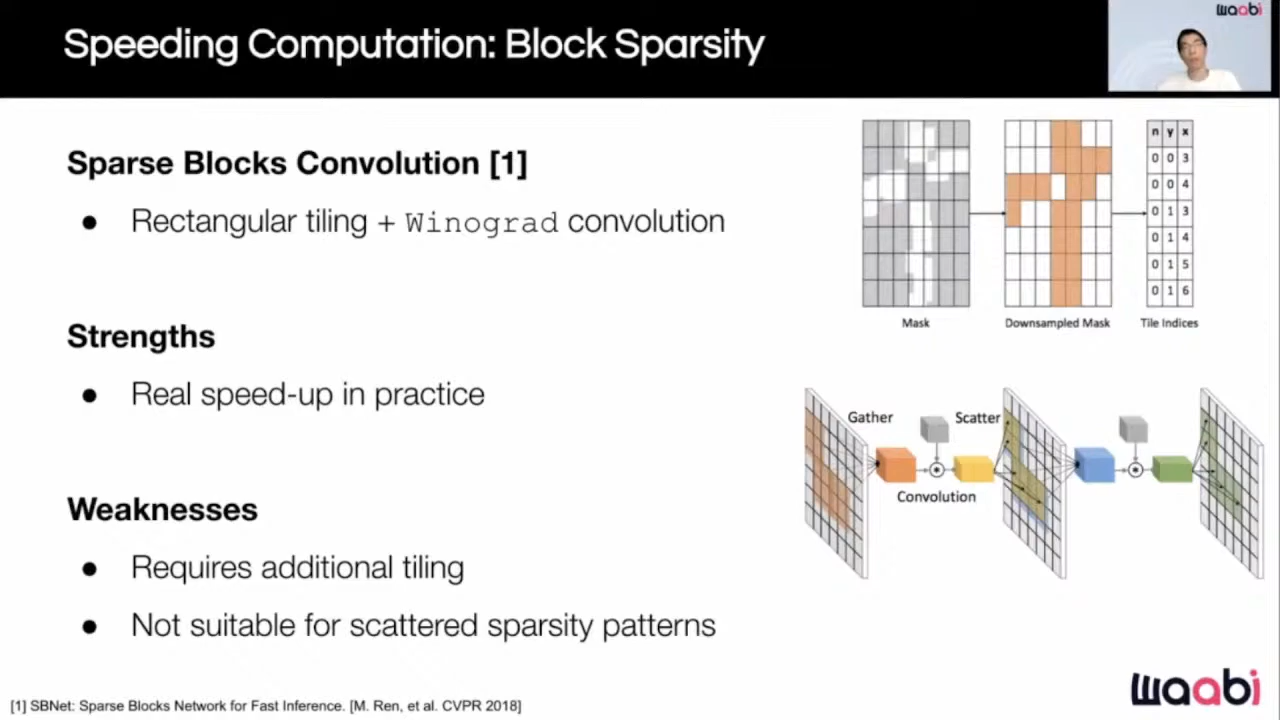 Speeding Computation: Block Sparsity
waabi
Sparse Blocks Convolution [1]
● Rectangular tiling + Winograd convolution
Strengths
● Real speed-up in practice
Weaknesses
● Requires additional tiling
● Not suitable for scattered sparsity patterns
n y x
0 0 3
0 0 4
0 1 3
0 1 4
0 1 5
0 1 6
Mask
Downsampled Mask
Tile Indices
Gather
Scatter
Convolution
waabi
[1] SBNet: Sparse Blocks Network for Fast Inference. [M. Ren, et al. CVPR 2018]